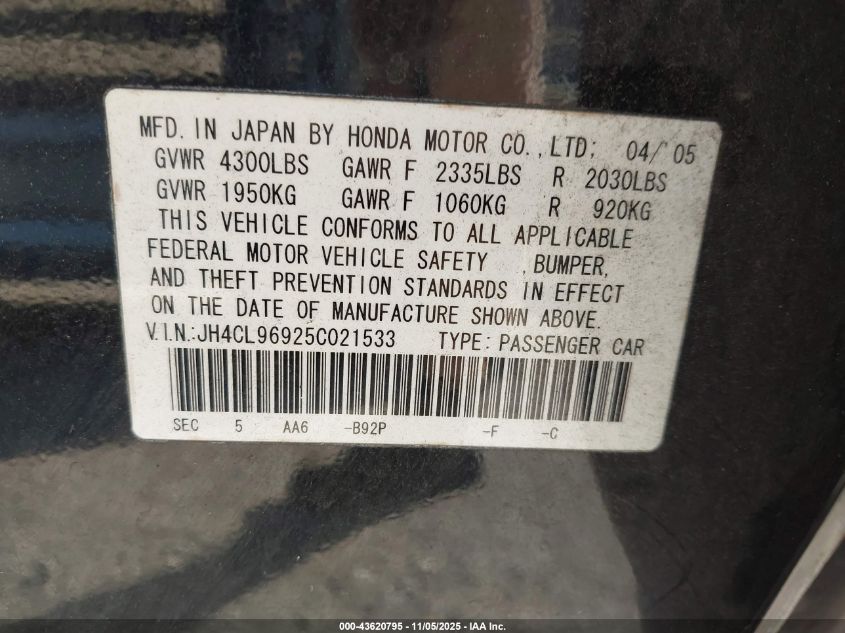 MFD. IN JAPAN BY HONDA MOTOR CO.,LTD; 04/'05
GVWR 4300LBS GAWR F 2335LBS R 2030LBS
GVWR 1950KG GAWR F 1060KG R 920KG
THIS VEHICLE CONFORMS TO ALL APPLICABLE
FEDERAL MOTOR VEHICLE SAFETY ,BUMPER,
AND THEFT PREVENTION STANDARDS IN EFFECT
ON THE DATE OF MANUFACTURE SHOWN ABOVE.
V.I.N.:JH4CL96925C021533 TYPE:PASSENGER CAR
SEC 5 AA6 -B92P -F -C
000-43620795 - 11/05/2025 - IAA Inc.